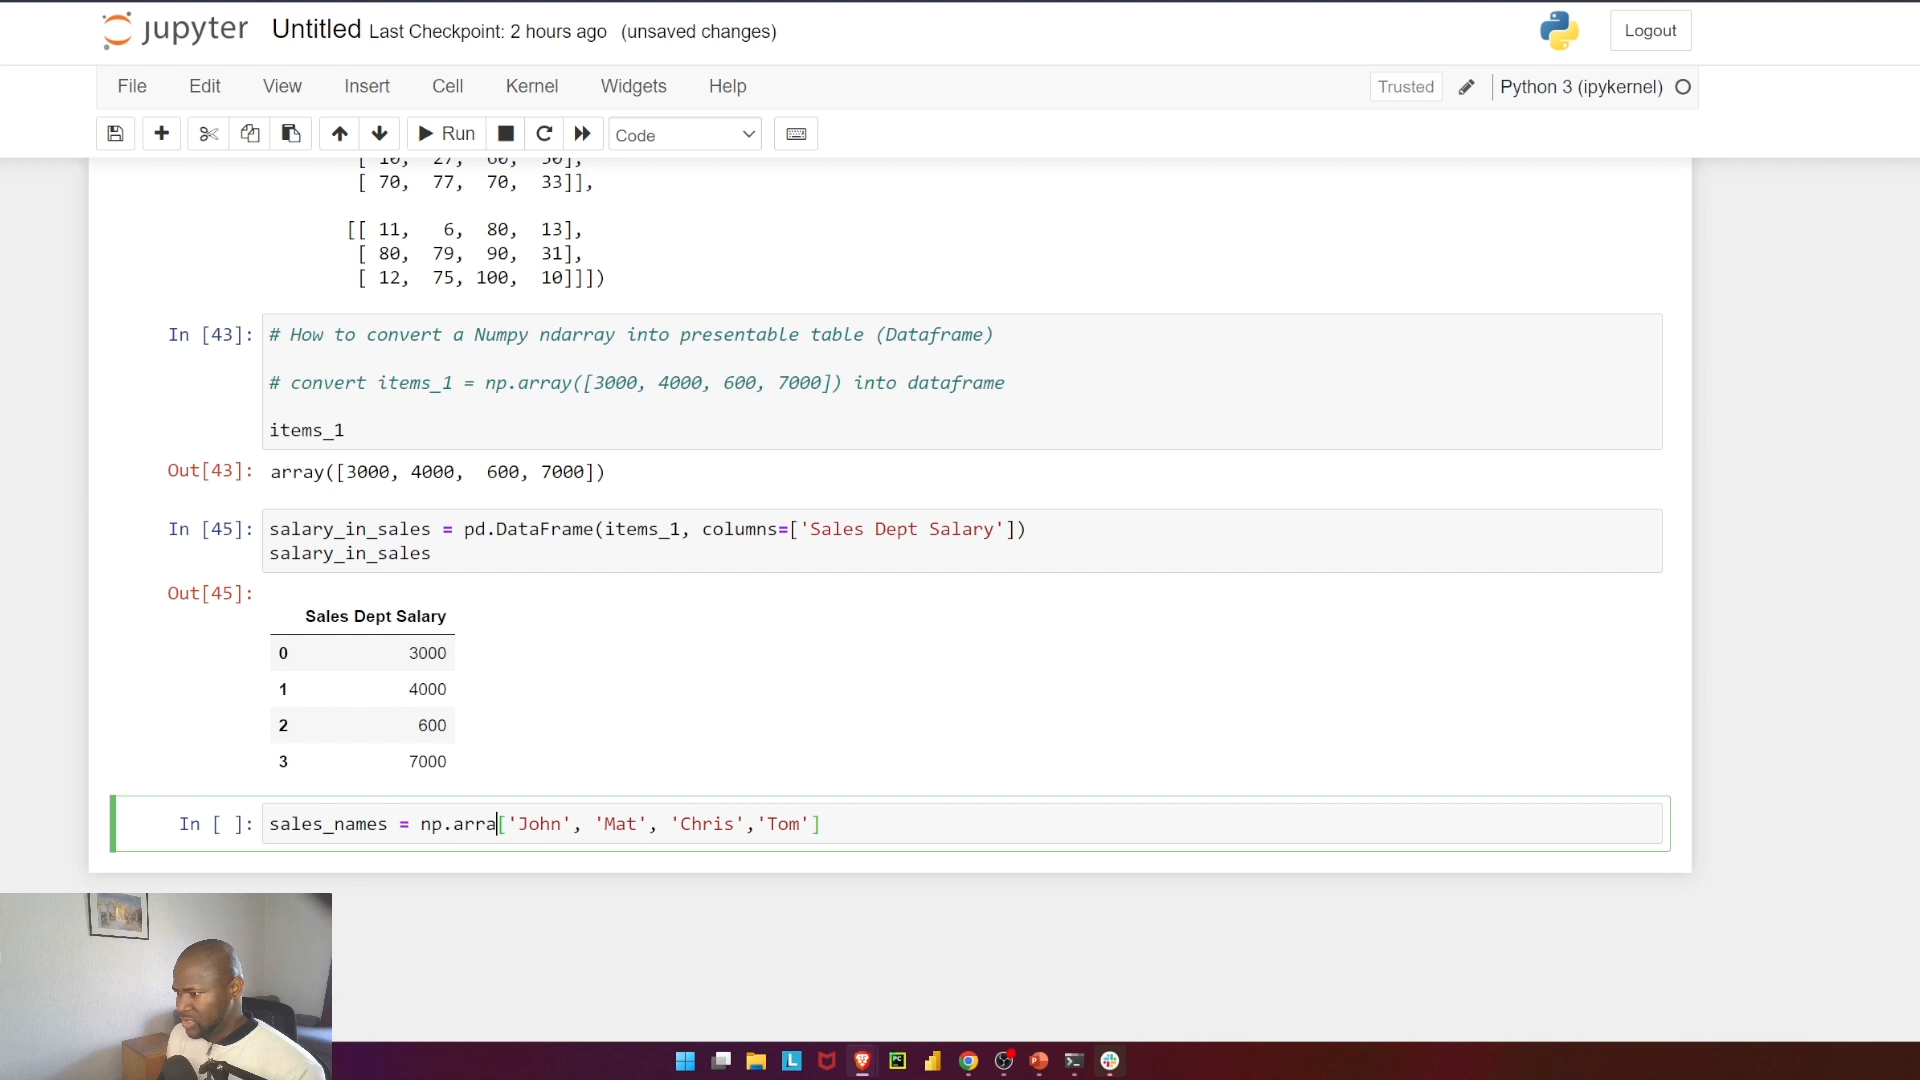 jupyter Untitled Last Checkpoint: 2 hours ago (unsaved changes) Logout
File Edit View Insert Cell Kernel Widgets Help Trusted Python 3 (ipykernel)
Run Code
[ 10, 27, 60, 50],
[ 70, 77, 70, 33]],
[[ 11, 6, 80, 13],
[ 80, 79, 90, 31],
[ 12, 75, 100, 10]]])
In [43]: # How to convert a Numpy ndarray into presentable table (Dataframe)
# convert items_1 = np.array([3000, 4000, 600, 7000]) into dataframe
items_1
Out[43]: array([3000, 4000, 600, 7000])
In [45]: salary_in_sales = pd.DataFrame(items_1, columns=['Sales Dept Salary'])
salary_in_sales
Out[45]:
Sales Dept Salary
0 3000
1 4000
2 600
3 7000
In [ ]: sales_names = np.arra['John', 'Mat', 'Chris','Tom']